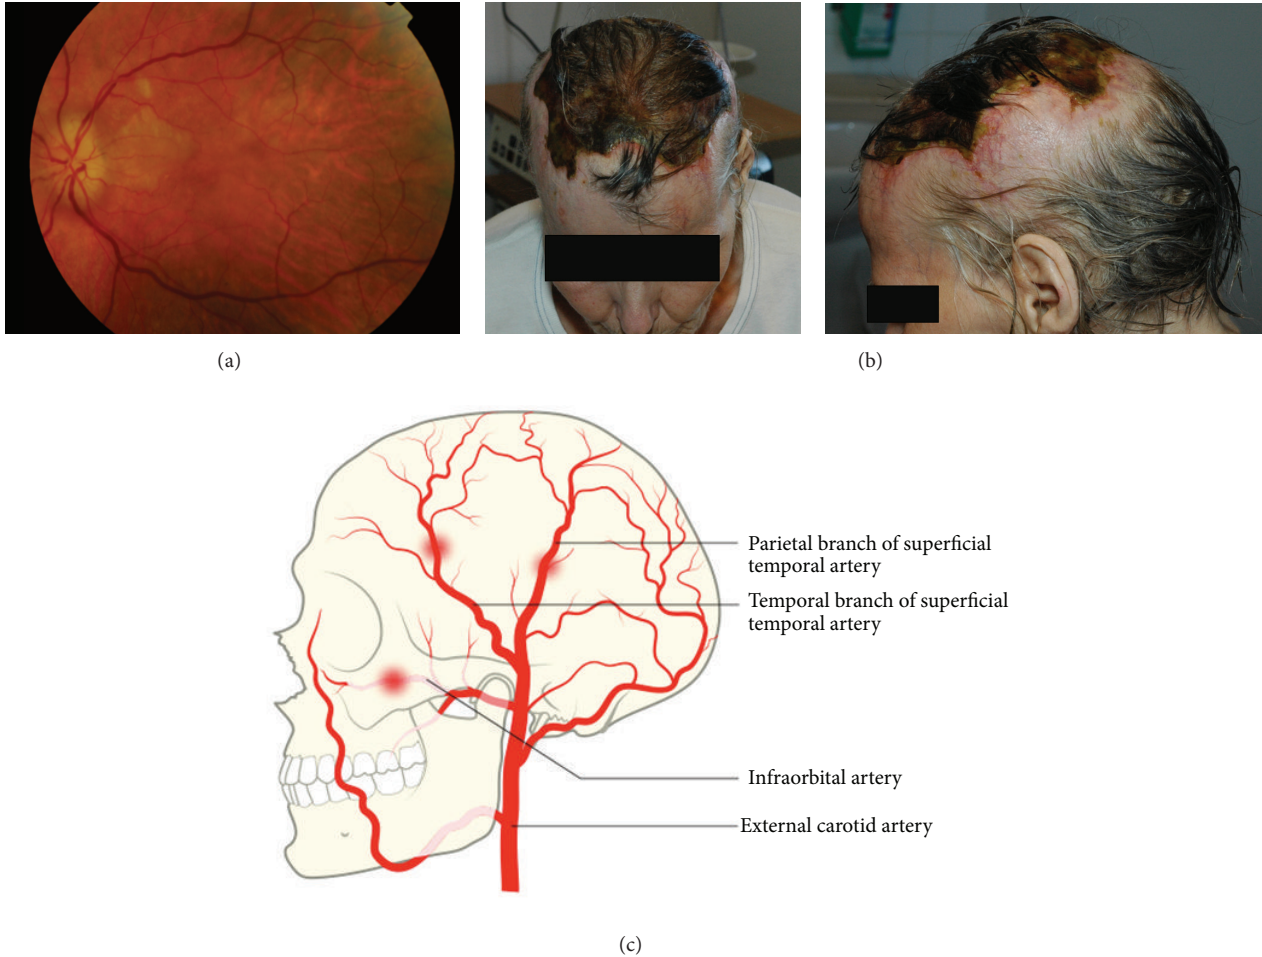 (a)
(b)
Parietal branch of superficial
temporal artery
Temporal branch of superficial
temporal artery
Infraorbital artery
External carotid artery
(c)